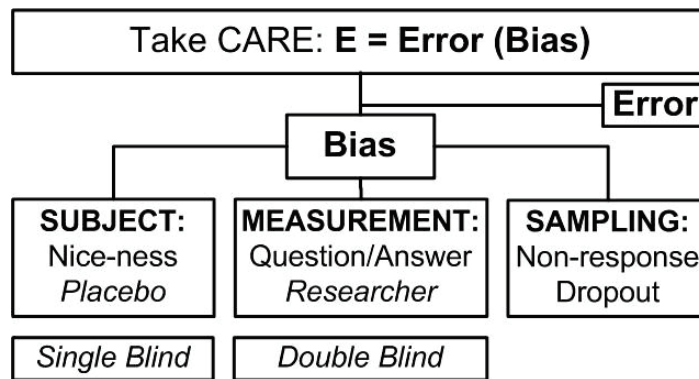 Take CARE: E = Error (Bias)
Error
Bias
SUBJECT:
Nice-ness
Placebo
MEASUREMENT:
Question/Answer
Researcher
SAMPLING:
Non-response
Dropout
Single Blind
Double Blind